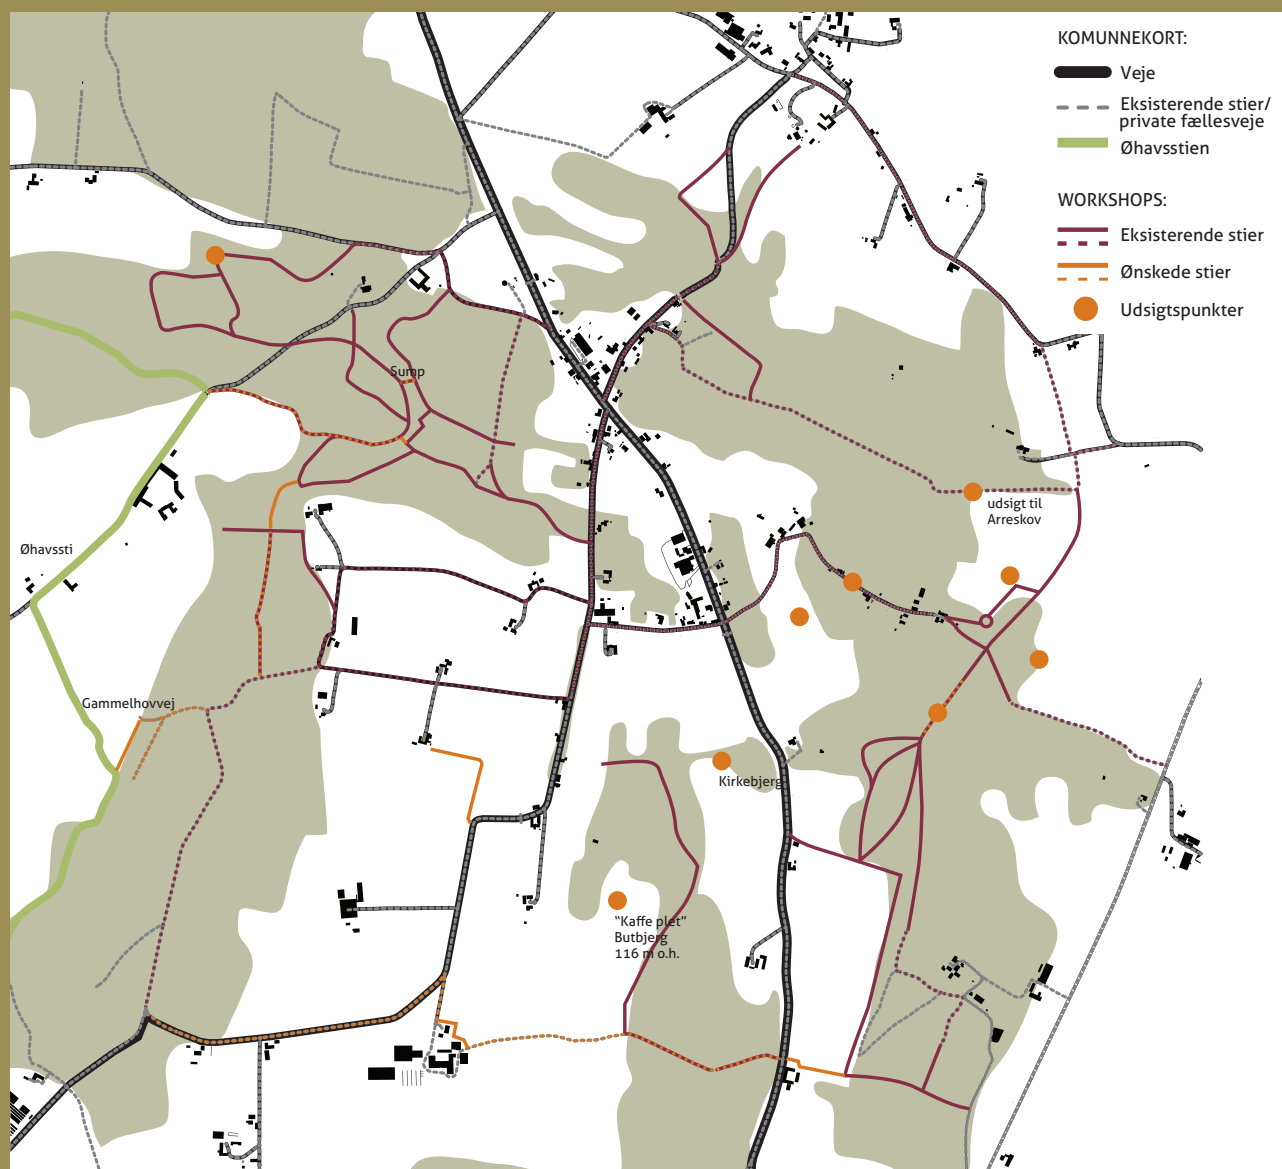 KOMUNNEKORT:
Veje
Eksisterende stier/
private fællesveje
Øhavsstien
WORKSHOPS:
Eksisterende stier
Ønskede stier
Udsigtspunkter
Sump
udsigt til
Arreskov
Øhavssti
Gammelhovvej
Kirkebjerg
“Kaffe plet”
Butbjerg
116 m o.h.